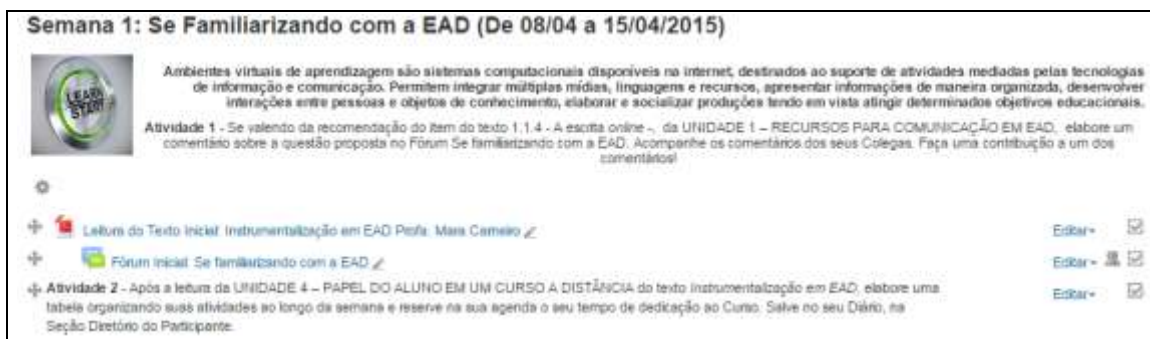 Semana 1: Se Familiarizando com a EAD (De 08/04 a 15/04/2015)
LEARN
START
Ambientes virtuais de aprendizagem são sistemas computacionais disponíveis na internet, destinados ao suporte de atividades mediadas pelas tecnologias
de informação e comunicação. Permitem integrar múltiplas mídias, linguagens e recursos, apresentar informações de maneira organizada, desenvolver
interações entre pessoas e objetos de conhecimento, elaborar e socializar produções tendo em vista atingir determinados objetivos educacionais.
Atividade 1 - Se valendo da recomendação do item do texto 1.1.4 - A escrita online -, da UNIDADE 1 – RECURSOS PARA COMUNICAÇÃO EM EAD, elabore um
comentário sobre a questão proposta no Fórum Se familiarizando com a EAD. Acompanhe os comentários dos seus Colegas. Faça uma contribuição a um dos
comentários!
Leitura do Texto Inicial: Instrumentalização em EAD Profa. Mara Carneiro
Editar
Fórum Inicial: Se familiarizando com a EAD
Editar
Atividade 2 - Após a leitura da UNIDADE 4 – PAPEL DO ALUNO EM UM CURSO A DISTÂNCIA do texto Instrumentalização em EAD, elabore uma
Editar
tabela organizando suas atividades ao longo da semana e reserve na sua agenda o seu tempo de dedicação ao Curso. Salve no seu Diário, na
Seção Diretório do Participante.